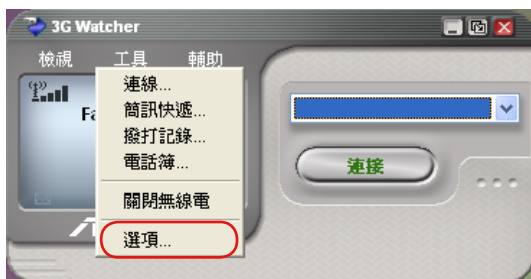 3G Watcher
檢視 工具 輔助
連線...
簡訊快遞...
撥打記錄...
電話簿...
關閉無線電
選項...
連接